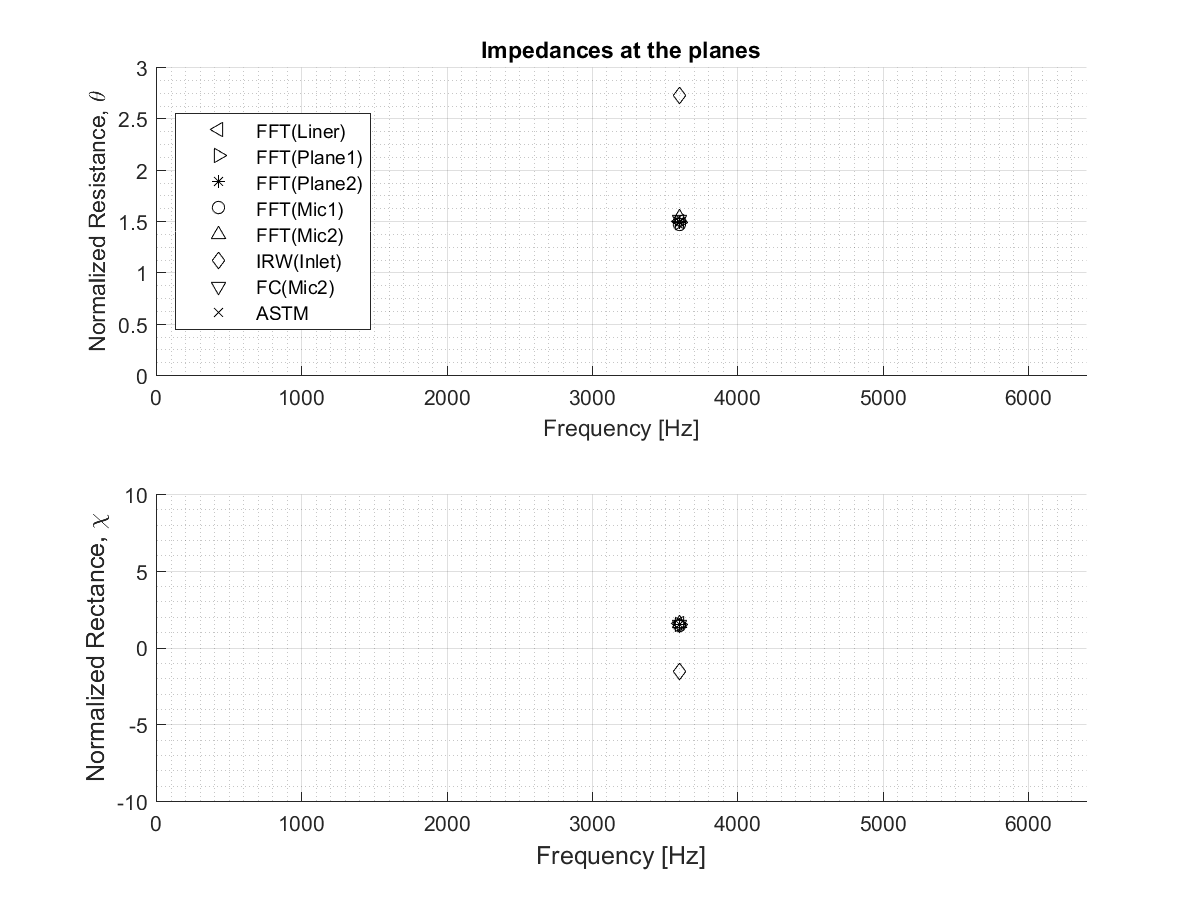 Impedances at the planes
Normalized Resistance, θ
3
2.5
2
1.5
1
0.5
0
FFT(Liner)
FFT(Plane1)
FFT(Plane2)
FFT(Mic1)
FFT(Mic2)
IRW(Inlet)
FC(Mic2)
ASTM
0 1000 2000 3000 4000 5000 6000
Frequency [Hz]
Normalized Rectance, χ
10
5
0
-5
-10
0 1000 2000 3000 4000 5000 6000
Frequency [Hz]